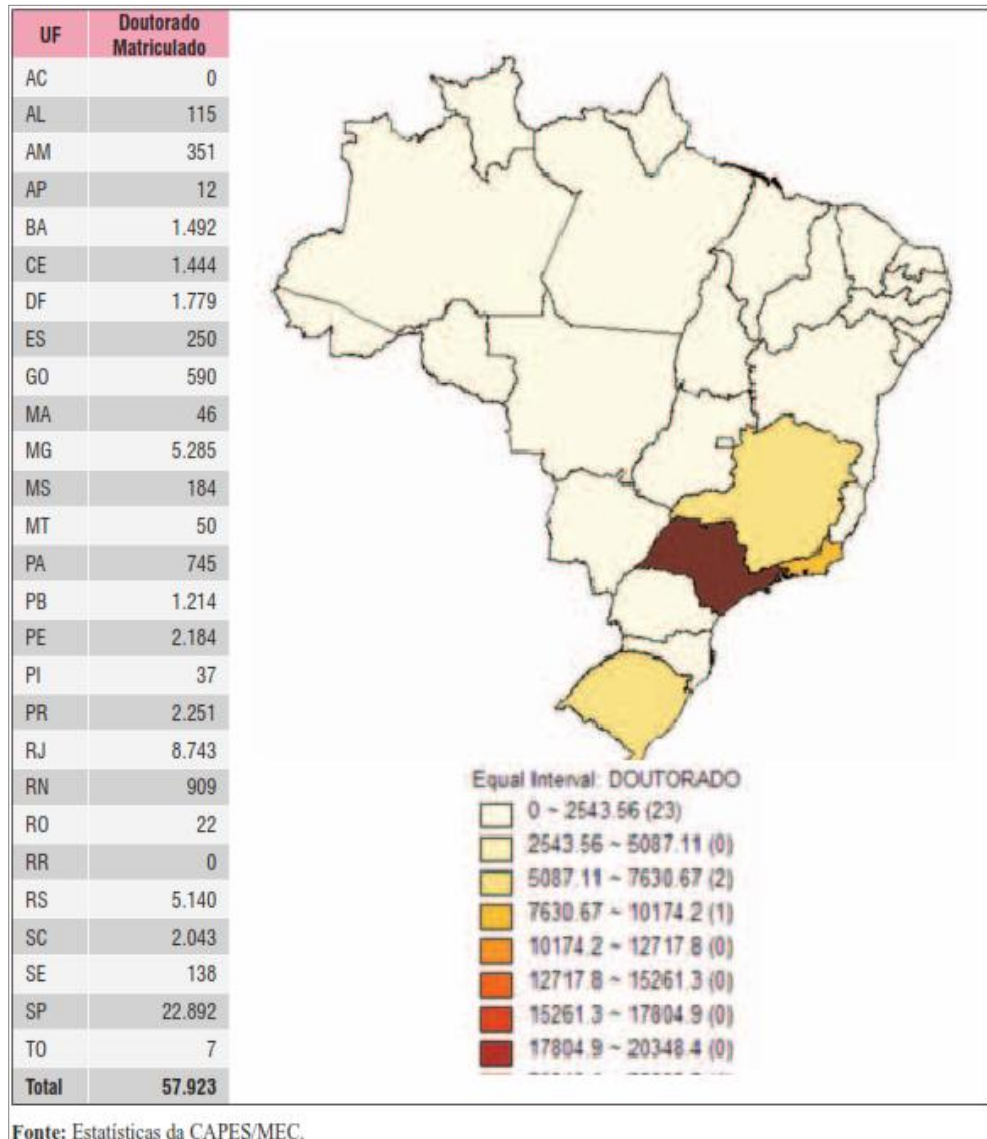 UF Doutorado Matriculado
AC 0
AL 115
AM 351
AP 12
BA 1.492
CE 1.444
DF 1.779
ES 250
GO 590
MA 46
MG 5.285
MS 184
MT 50
PA 745
PB 1.214
PE 2.184
PI 37
PR 2.251
RJ 8.743
RN 909
RO 22
RR 0
RS 5.140
SC 2.043
SE 138
SP 22.892
TO 7
Total 57.923
Equal Interval: DOUTORADO
0 ~ 2543.56 (23)
2543.56 ~ 5087.11 (0)
5087.11 ~ 7630.67 (2)
7630.67 ~ 10174.2 (1)
10174.2 ~ 12717.8 (0)
12717.8 ~ 15261.3 (0)
15261.3 ~ 17804.9 (0)
17804.9 ~ 20348.4 (0)
Fonte: Estatísticas da CAPES/MEC.